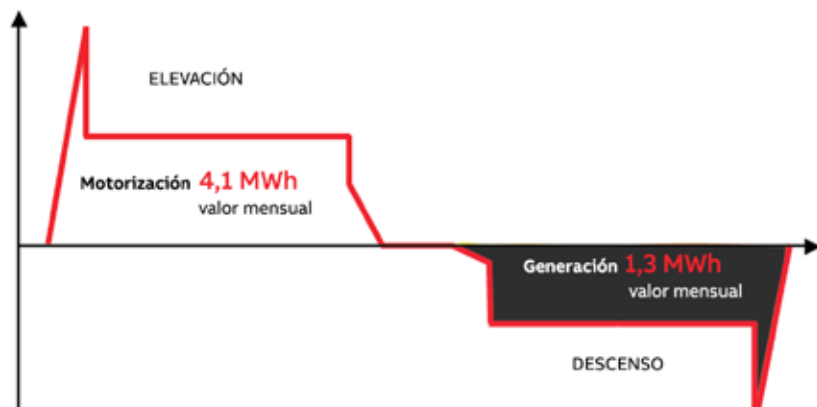 ELEVACIÓN
Motorización 4,1 MWh
valor mensual
Generación 1,3 MWh
valor mensual
DESCENSO